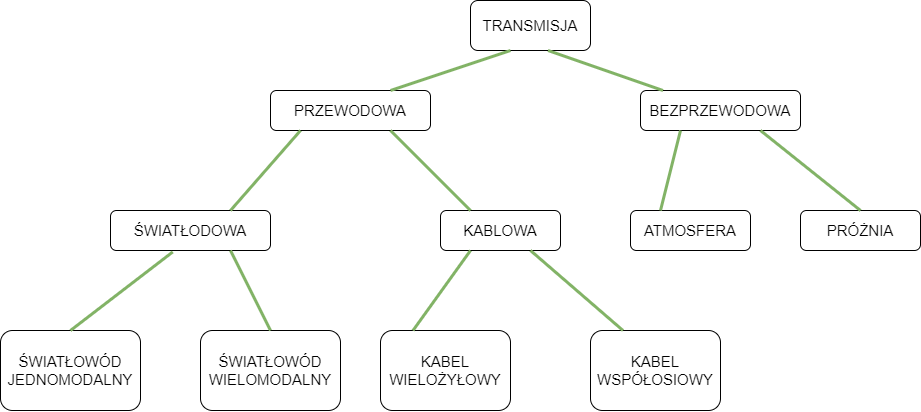 TRANSMISJA
PRZEWODOWA
BEZPRZEWODOWA
ŚWIATŁODOWA
KABLOWA
ATMOSFERA
PRÓŻNIA
ŚWIATŁOWÓD
JEDNOMODALNY
ŚWIATŁOWÓD
WIELOMODALNY
KABEL
WIELOŻYŁOWY
KABEL
WSPÓŁOSIOWY